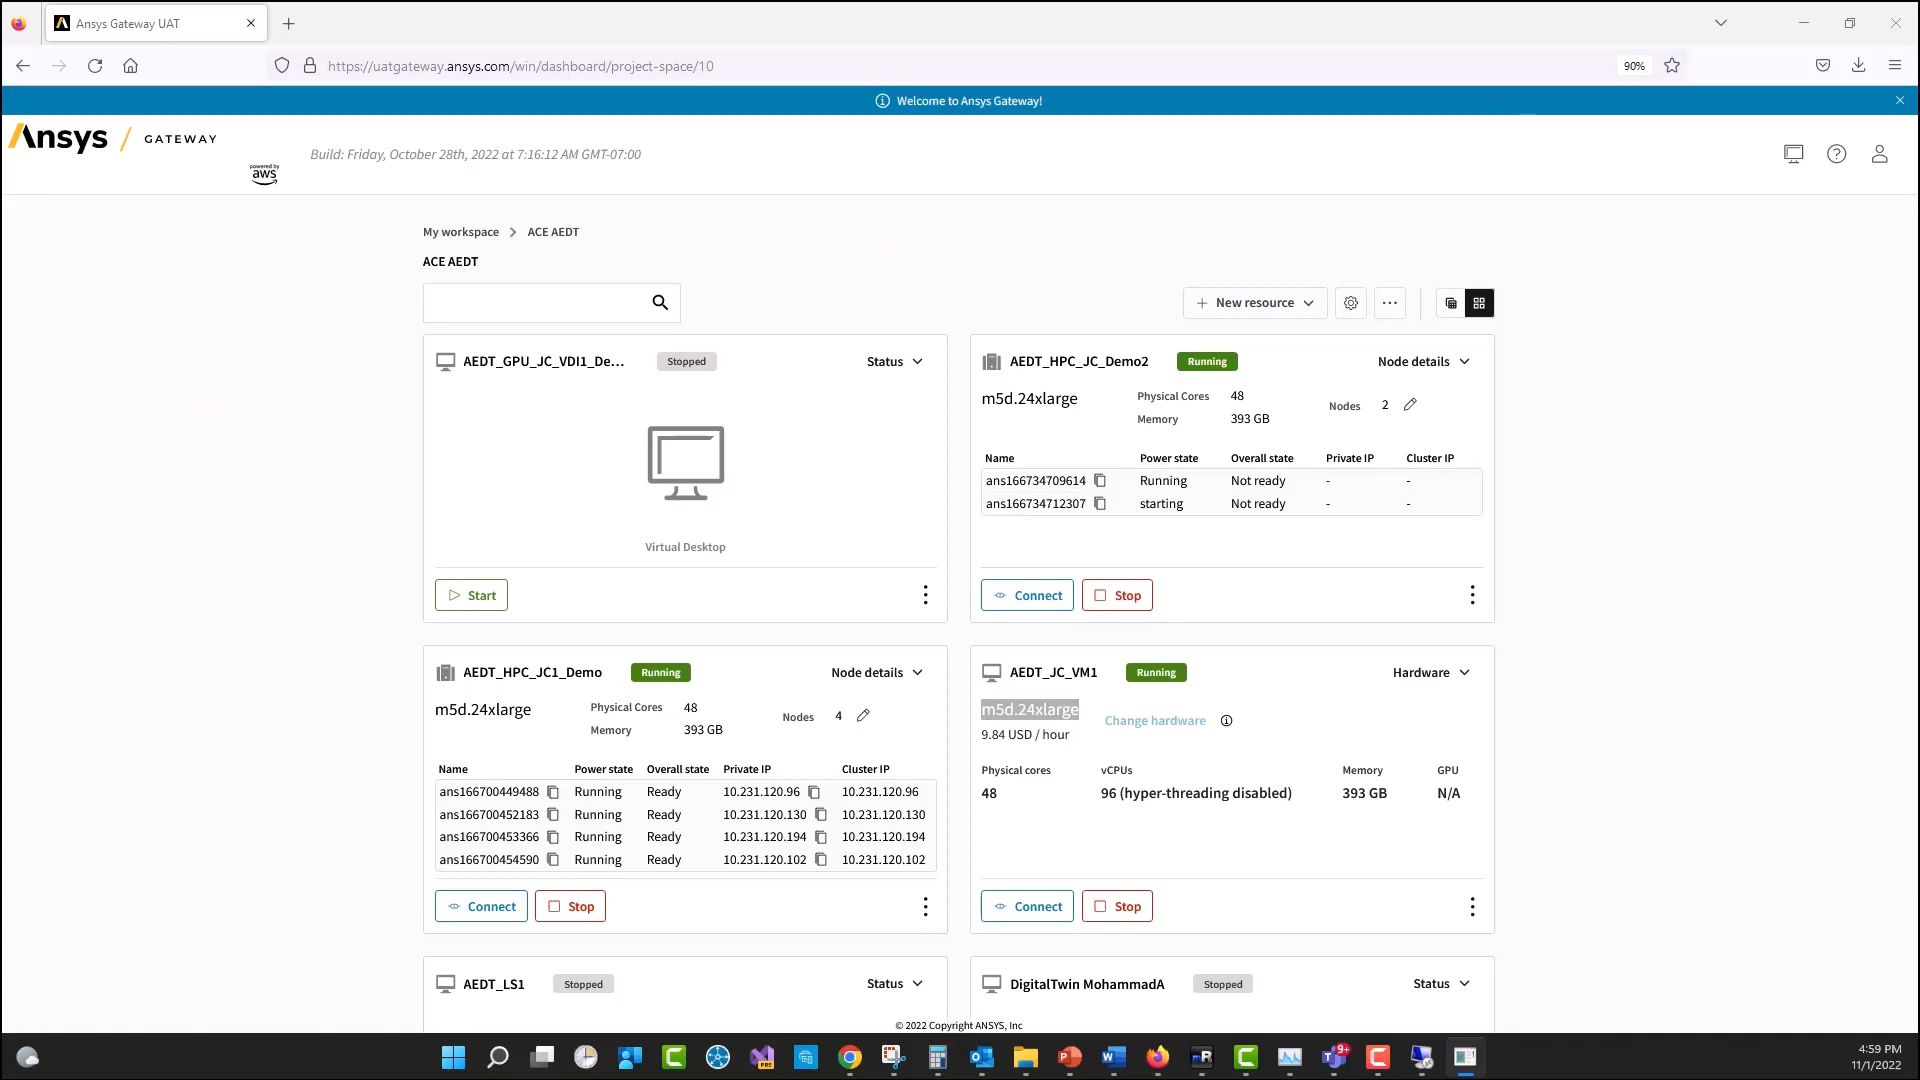 Ansys Gateway UAT
https://uatgateway.ansys.com/win/dashboard/project-space/10
90%
Welcome to Ansys Gateway!
Ansys / GATEWAY
powered by
aws
Build: Friday, October 28th, 2022 at 7:16:12 AM GMT-07:00
My workspace > ACE AEDT
ACE AEDT
New resource
AEDT_GPU_JC_VDI1_De... Stopped Status
Virtual Desktop
Start
AEDT_HPC_JC_Demo2 Running Node details
m5d.24xlarge
Physical Cores 48
Memory 393 GB
Nodes 2
Name Power state Overall state Private IP Cluster IP
ans166734709614 Running Not ready - -
ans166734712307 starting Not ready - -
Connect Stop
AEDT_HPC_JC1_Demo Running Node details
m5d.24xlarge
Physical Cores 48
Memory 393 GB
Nodes 4
Name Power state Overall state Private IP Cluster IP
ans166700449488 Running Ready 10.231.120.96 10.231.120.96
ans166700452183 Running Ready 10.231.120.130 10.231.120.130
ans166700453366 Running Ready 10.231.120.194 10.231.120.194
ans166700454590 Running Ready 10.231.120.102 10.231.120.102
Connect Stop
AEDT_JC_VM1 Running Hardware
m5d.24xlarge
Change hardware
9.84 USD / hour
Physical cores vCPUs Memory GPU
48 96 (hyper-threading disabled) 393 GB N/A
Connect Stop
AEDT_LS1 Stopped Status
DigitalTwin MohammadA Stopped Status
© 2022 Copyright ANSYS, Inc
PRE
9+
4:59 PM
11/1/2022